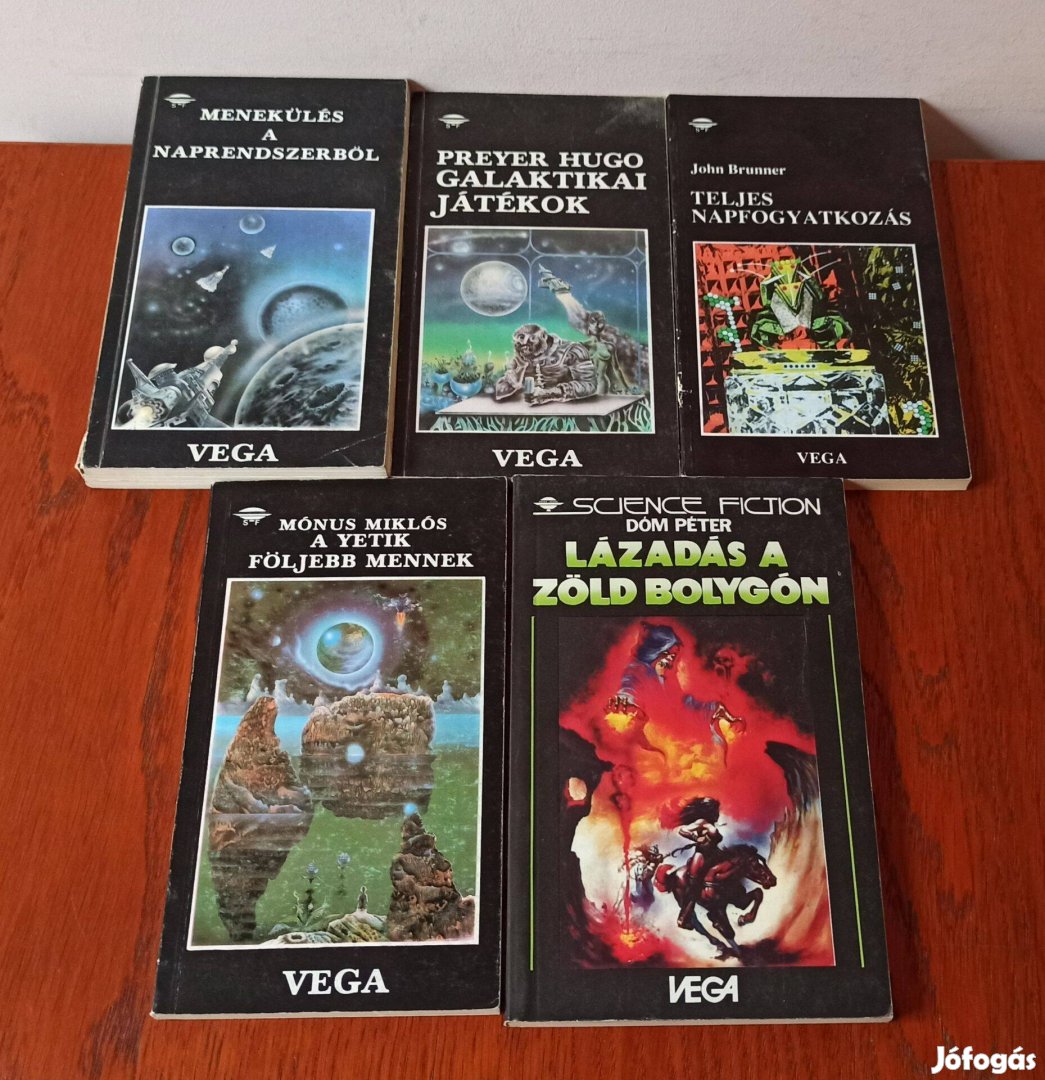 S F
MENEKÜLÉS
A
NAPRENDSZERBŐL
VEGA
S F
PREYER HUGO
GALAKTIKAI
JÁTÉKOK
VEGA
S F
John Brunner
TELJES
NAPFOGYATKOZÁS
VEGA
S F
MÓNUS MIKLÓS
A YETIK
FÖLJEBB MENNEK
VEGA
SCIENCE FICTION
DÓM PÉTER
LÁZADÁS A
ZÖLD BOLYGÓN
VEGA
Jófogás